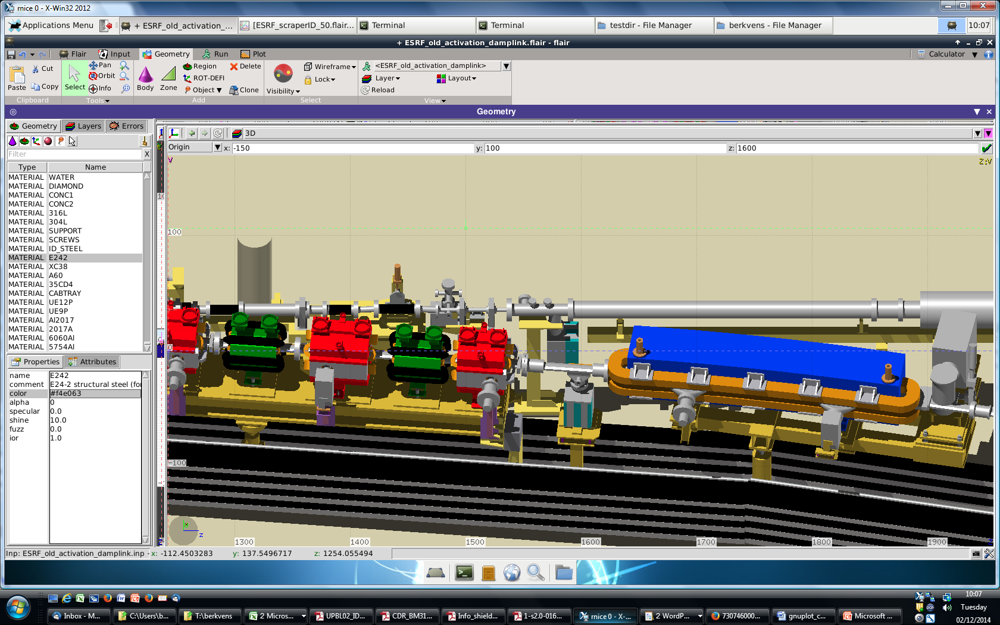 rnice 0 - X-Win32 2012
Applications Menu
+ ESRF_old_activation_...
[ESRF_scraperID_50.flair...
Terminal
Terminal
testdir - File Manager
berkvens - File Manager
10:07
+ ESRF_old_activation_damplink.flair - flair
Flair
Input
Geometry
Run
Plot
Calculator
Paste
Cut
Copy
Clipboard
Select
Pan
Orbit
Info
Tools
Body
Zone
Region
ROT-DEFI
Object
Delete
Clone
Add
Visibility
Wireframe
Lock
Select
<ESRF_old_activation_damplink>
Layer
Layout
Reload
View
Geometry
Geometry
Layers
Errors
3D
Origin
x: -150
y: 100
z: 1600
Filter
X
Type Name
MATERIAL WATER
MATERIAL DIAMOND
MATERIAL CONC1
MATERIAL CONC2
MATERIAL 316L
MATERIAL 304L
MATERIAL SUPPORT
MATERIAL SCREWS
MATERIAL ID_STEEL
MATERIAL E242
MATERIAL XC38
MATERIAL A60
MATERIAL 35CD4
MATERIAL CABTRAY
MATERIAL UE12P
MATERIAL UE9P
MATERIAL Al2017
MATERIAL 2017A
MATERIAL 6060Al
MATERIAL 5754Al
Properties
Attributes
name E242
comment E24-2 structural steel (for
color #f4e063
alpha 0
specular 0.0
shine 10.0
fuzz 0.0
ior 1.0
Z:V
100
0
-100
x
z
1300
1400
1500
1600
1700
1800
1900
Inp: ESRF_old_activation_damplink.inp -
x: -112.4503283
y: 137.5496717
z: 1254.055494
Inbox - M...
C:\Users\b...
T:\berkvens
2 Micros...
UPBL02_ID...
CDR_BM31...
Info_shield...
1-s2.0-016...
rnice 0 - X-...
2 WordP...
730746000...
gnuplot_c...
Microsoft ...
10:07
Tuesday
02/12/2014